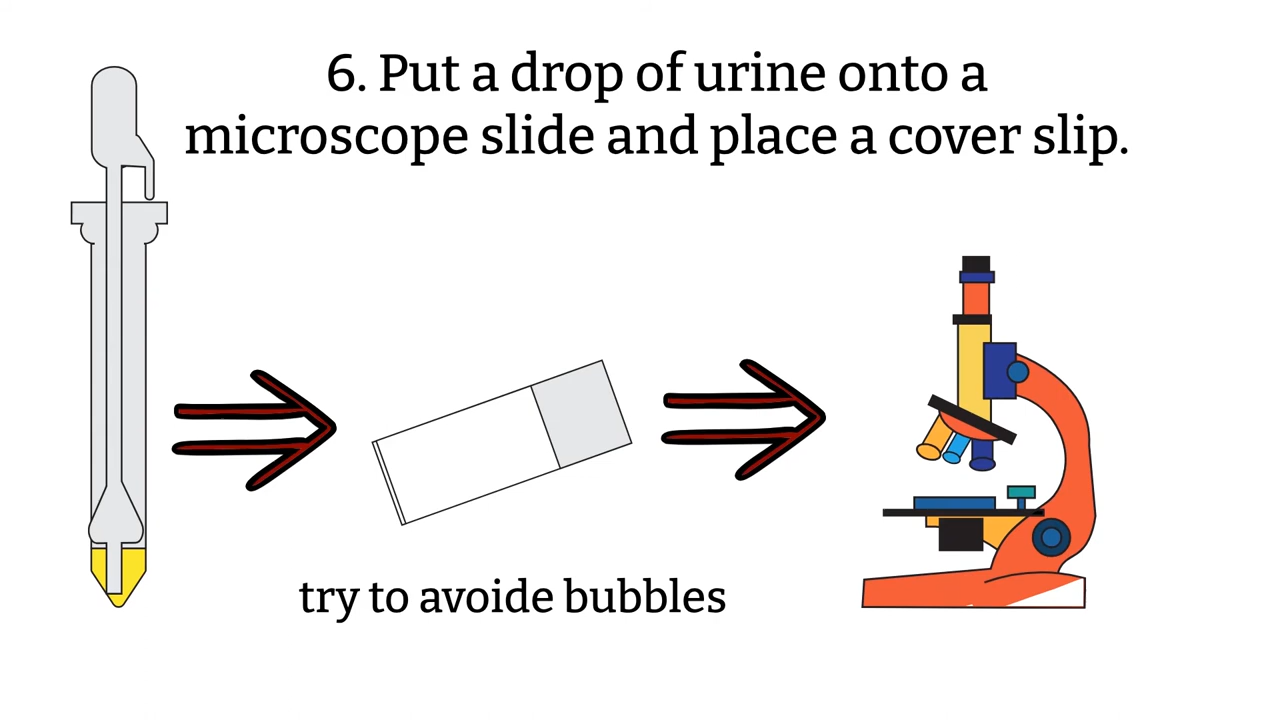 6. Put a drop of urine onto a
microscope slide and place a cover slip.
try to avoide bubbles